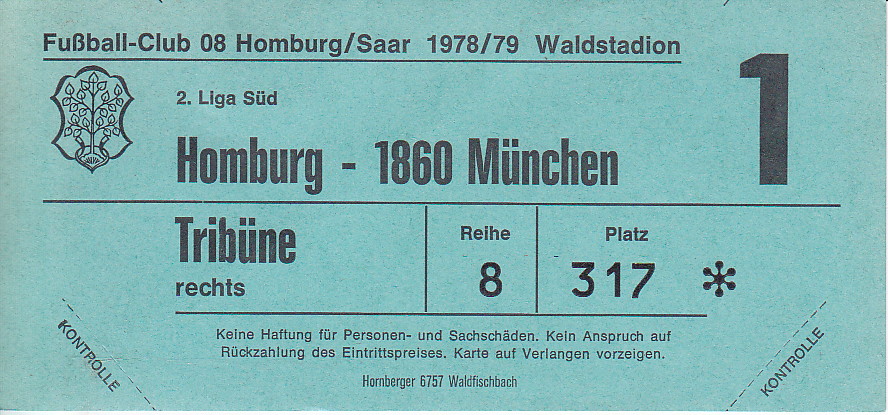 Fußball-Club 08 Homburg/Saar 1978/79 Waldstadion
1
2. Liga Süd
Homburg - 1860 München
Tribüne
rechts
Reihe
8
Platz
317 *
Keine Haftung für Personen- und Sachschäden. Kein Anspruch auf
Rückzahlung des Eintrittspreises. Karte auf Verlangen vorzeigen.
Hornberger 6757 Waldfischbach
KONTROLLE
KONTROLLE